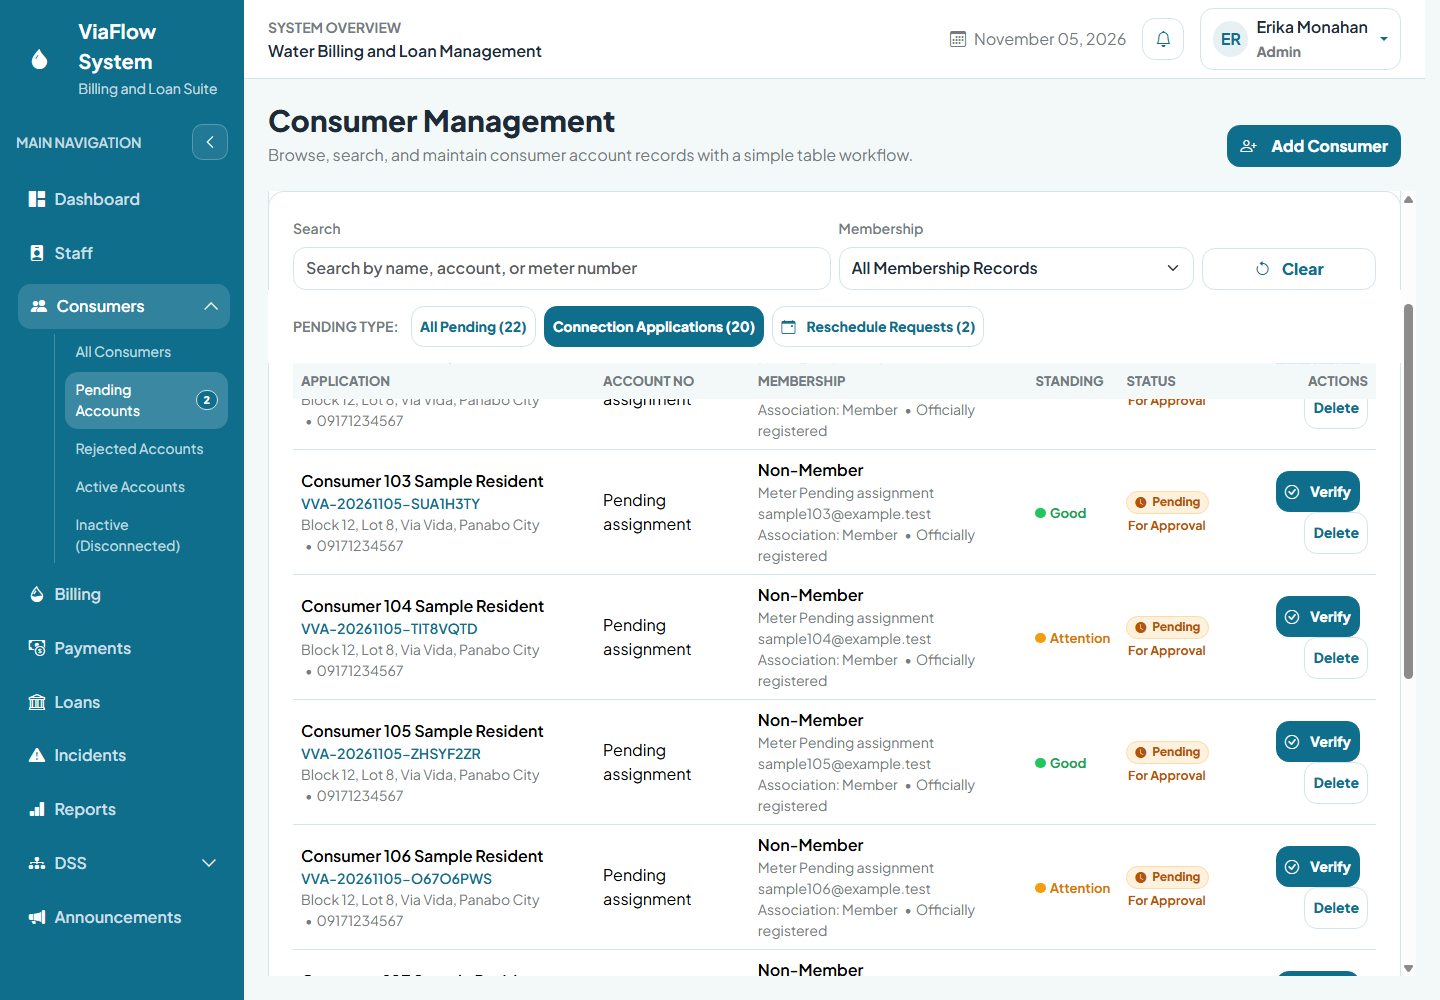 ViaFlow
System
Billing and Loan Suite
MAIN NAVIGATION
Dashboard
Staff
Consumers
All Consumers
Pending
Accounts
2
Rejected Accounts
Active Accounts
Inactive
(Disconnected)
Billing
Payments
Loans
Incidents
Reports
DSS
Announcements
SYSTEM OVERVIEW
Water Billing and Loan Management
November 05, 2026
ER
Erika Monahan
Admin
Consumer Management
Browse, search, and maintain consumer account records with a simple table workflow.
Add Consumer
Search
Search by name, account, or meter number
Membership
All Membership Records
Clear
PENDING TYPE:
All Pending (22)
Connection Applications (20)
Reschedule Requests (2)
APPLICATION ACCOUNT NO MEMBERSHIP STANDING STATUS ACTIONS
Block 12, Lot 8, Via Vida, Panabo City
• 09171234567
assignment
Association: Member • Officially
registered
For Approval
Delete
Consumer 103 Sample Resident
VVA-20261105-SUA1H3TY
Block 12, Lot 8, Via Vida, Panabo City
• 09171234567
Pending
assignment
Non-Member
Meter Pending assignment
sample103@example.test
Association: Member • Officially
registered
Good
Pending
For Approval
Verify
Delete
Consumer 104 Sample Resident
VVA-20261105-TIT8VQTD
Block 12, Lot 8, Via Vida, Panabo City
• 09171234567
Pending
assignment
Non-Member
Meter Pending assignment
sample104@example.test
Association: Member • Officially
registered
Attention
Pending
For Approval
Verify
Delete
Consumer 105 Sample Resident
VVA-20261105-ZHSYF2ZR
Block 12, Lot 8, Via Vida, Panabo City
• 09171234567
Pending
assignment
Non-Member
Meter Pending assignment
sample105@example.test
Association: Member • Officially
registered
Good
Pending
For Approval
Verify
Delete
Consumer 106 Sample Resident
VVA-20261105-O67O6PWS
Block 12, Lot 8, Via Vida, Panabo City
• 09171234567
Pending
assignment
Non-Member
Meter Pending assignment
sample106@example.test
Association: Member • Officially
registered
Attention
Pending
For Approval
Verify
Delete
Non-Member